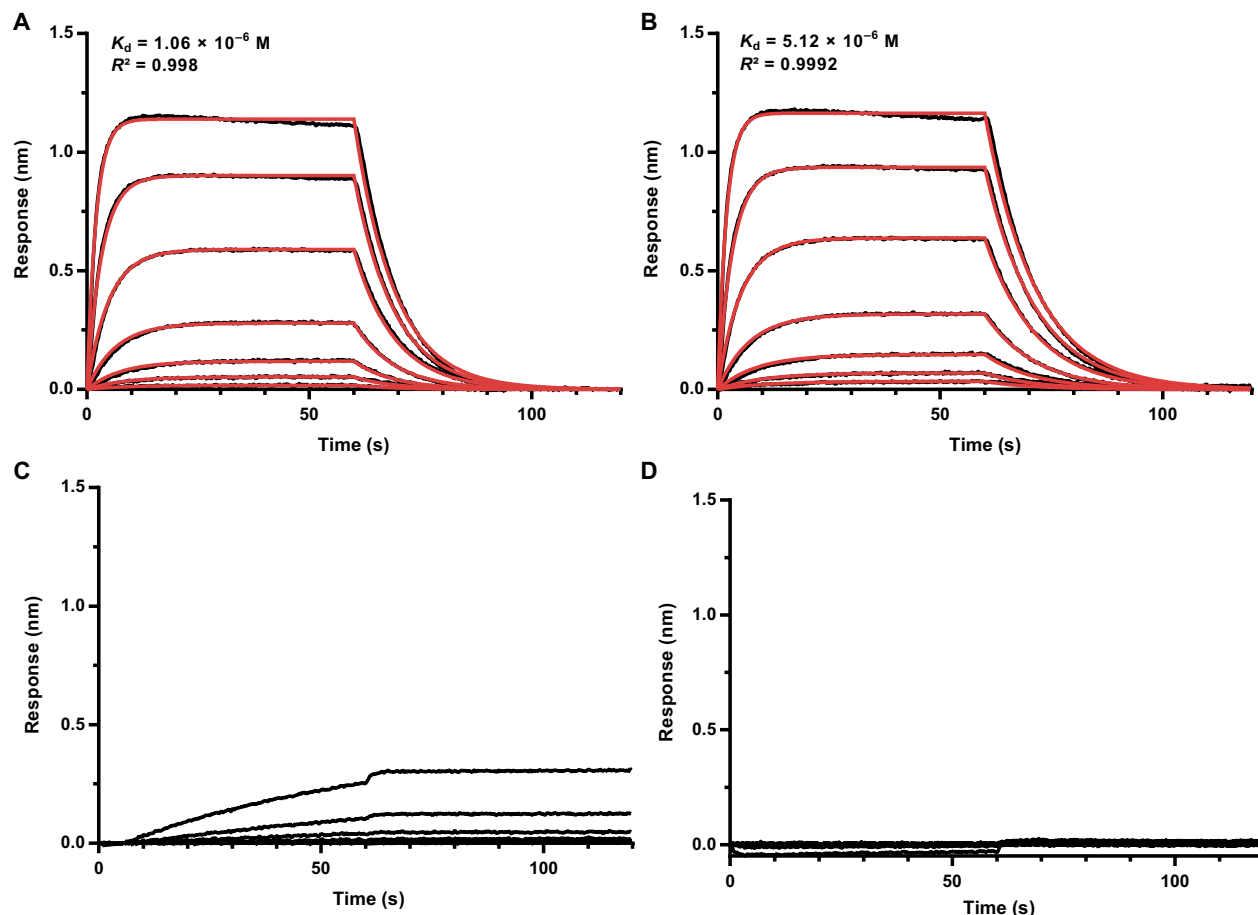 A
K_d = 1.06 × 10⁻⁶ M
R² = 0.998
1.5
1.0
0.5
0.0
Response (nm)
0
50
100
Time (s)
B
K_d = 5.12 × 10⁻⁶ M
R² = 0.9992
1.5
1.0
0.5
0.0
Response (nm)
0
50
100
Time (s)
C
1.5
1.0
0.5
0.0
Response (nm)
0
50
100
Time (s)
D
1.5
1.0
0.5
0.0
Response (nm)
0
50
100
Time (s)